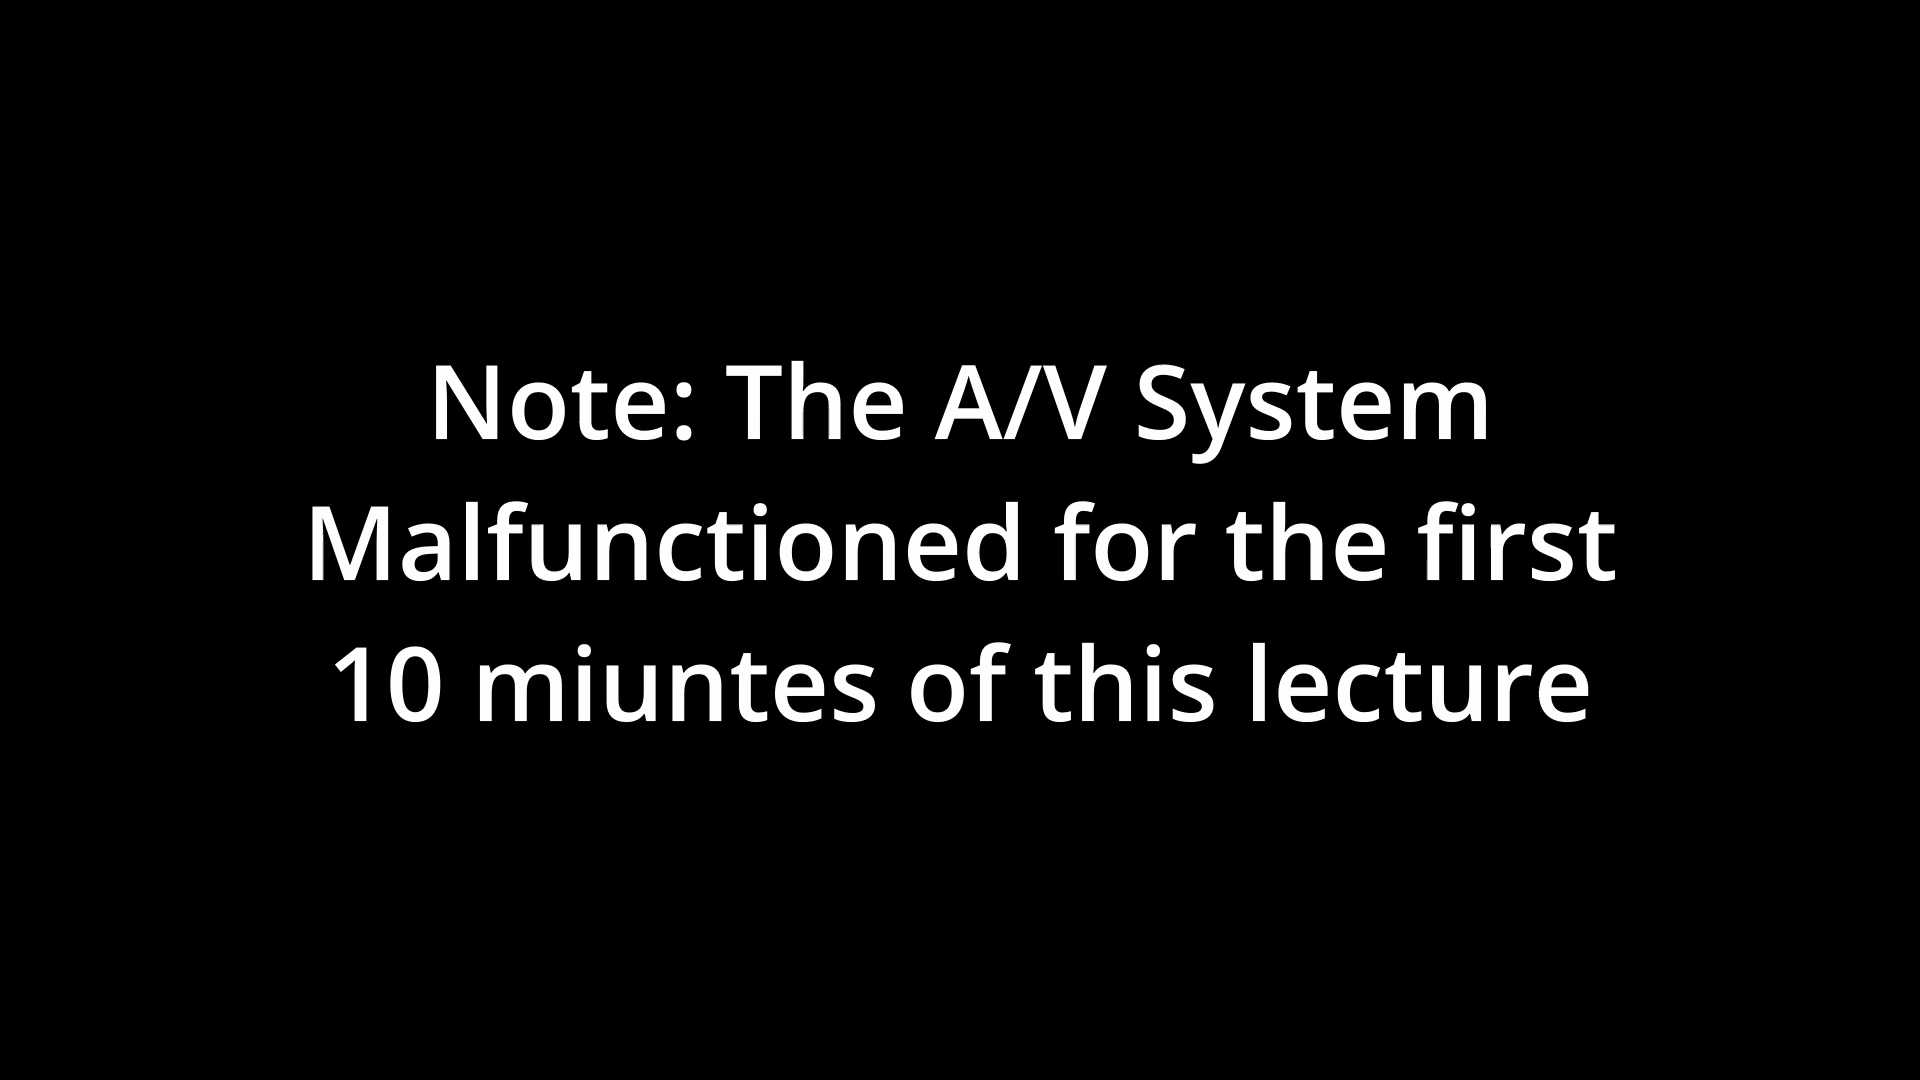 Note: The A/V System
Malfunctioned for the first
10 miuntes of this lecture